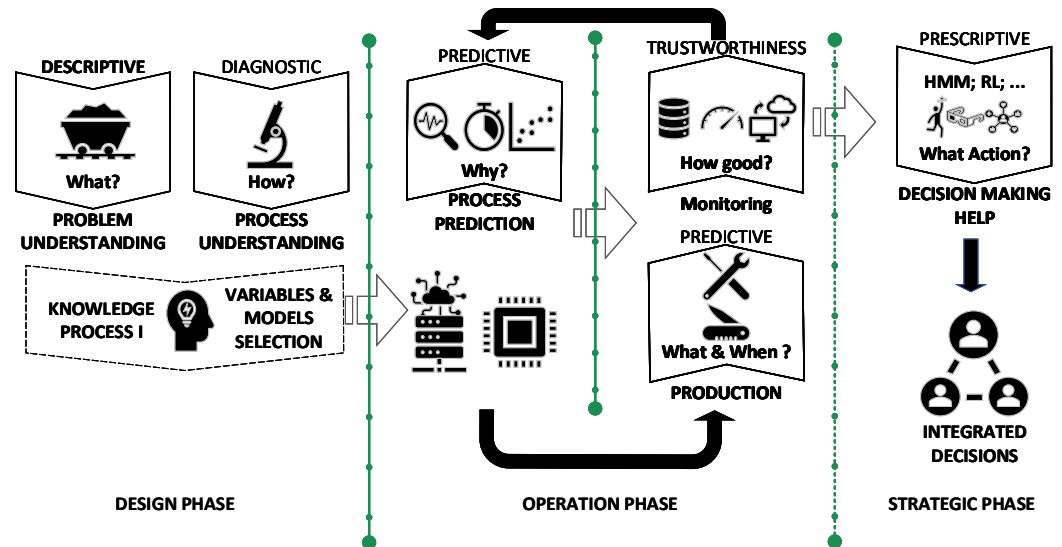 DESCRIPTIVE
What?
PROBLEM
UNDERSTANDING
DIAGNOSTIC
How?
PROCESS
UNDERSTANDING
KNOWLEDGE
PROCESS I
VARIABLES &
MODELS
SELECTION
DESIGN PHASE
PREDICTIVE
Why?
PROCESS
PREDICTION
TRUSTWORTHINESS
How good?
Monitoring
PREDICTIVE
What & When ?
PRODUCTION
OPERATION PHASE
PRESCRIPTIVE
HMM; RL; ...
What Action?
DECISION MAKING
HELP
INTEGRATED
DECISIONS
STRATEGIC PHASE